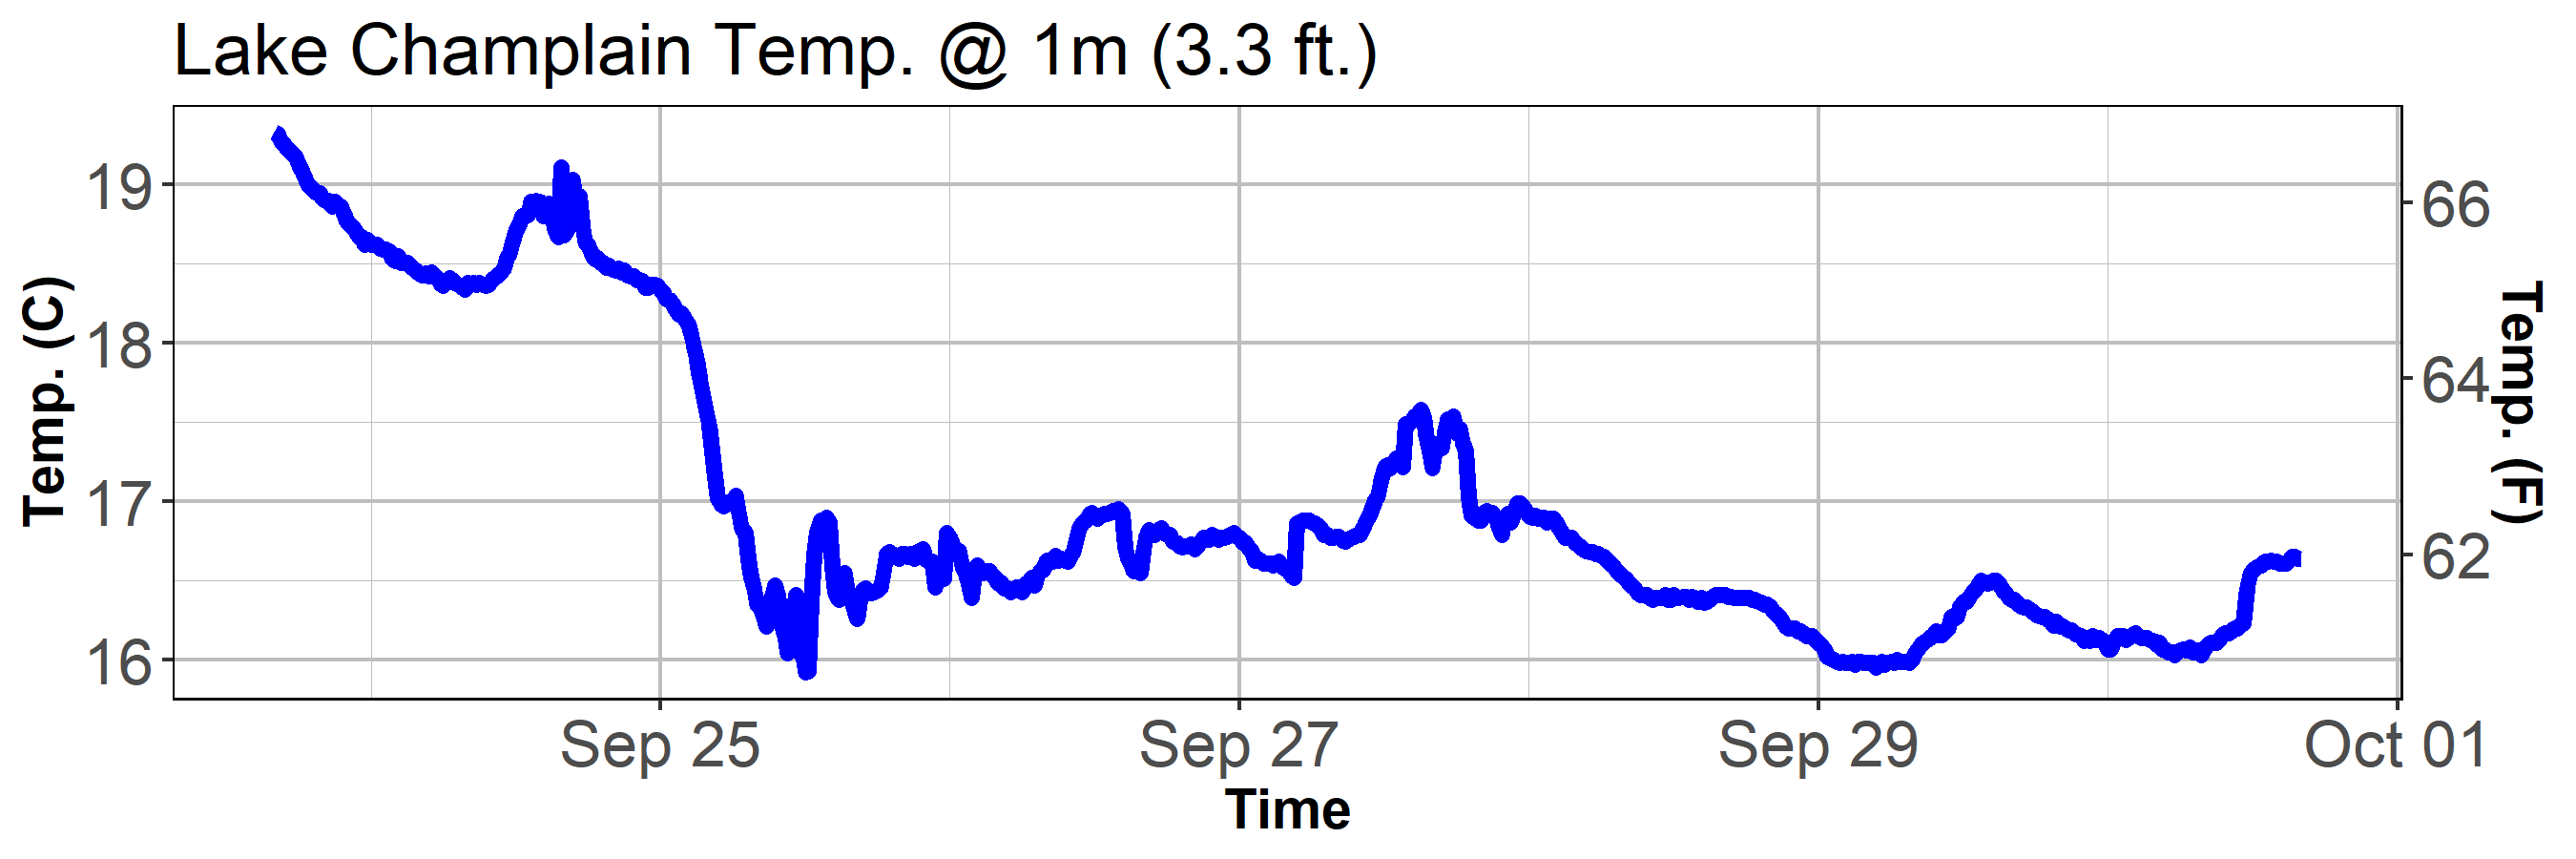 Lake Champlain Temp. @ 1m (3.3 ft.)
Temp. (C)
19
18
17
16
66
64
62
Temp. (F)
Sep 25 Sep 27 Sep 29 Oct 01
Time